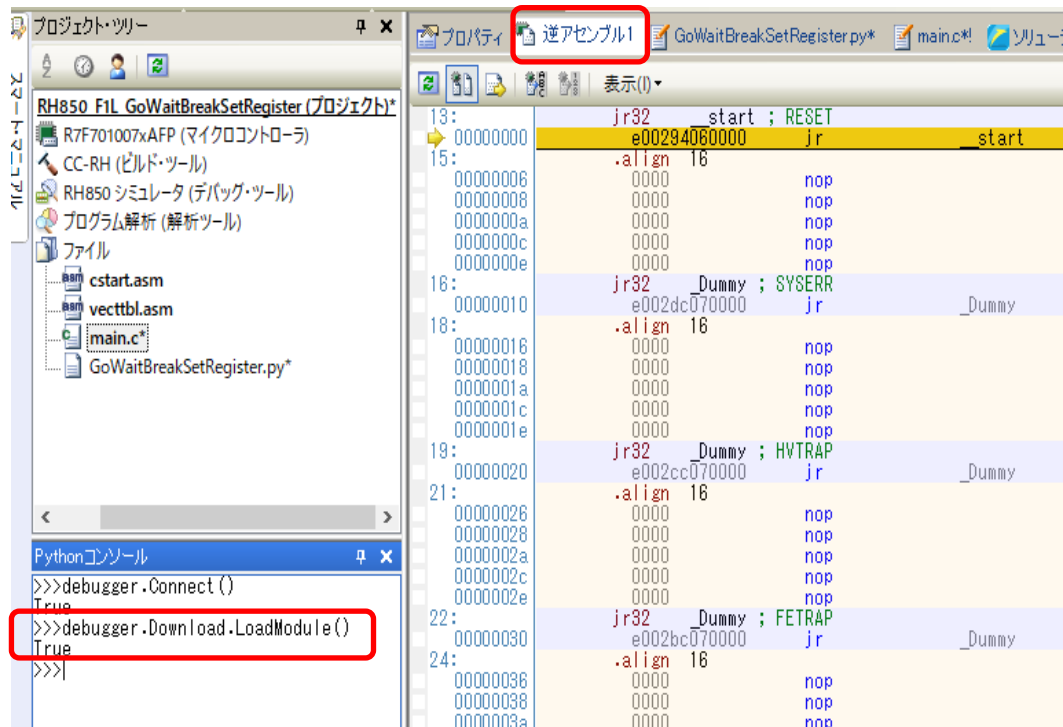 スマート・マニュアル
プロジェクト・ツリー
RH850_F1L_GoWaitBreakSetRegister (プロジェクト)*
R7F701007xAFP (マイクロコントローラ)
CC-RH (ビルド・ツール)
RH850 シミュレータ (デバッグ・ツール)
プログラム解析 (解析ツール)
ファイル
cstart.asm
vecttbl.asm
main.c*
GoWaitBreakSetRegister.py*
Pythonコンソール
>>>debugger.Connect()
True
>>>debugger.Download.LoadModule()
True
>>>
プロパティ 逆アセンブル1 GoWaitBreakSetRegister.py* main.c*!
表示(I)
13: jr32 __start ; RESET
00000000 e00294060000 jr __start
15: .align 16
00000006 0000 nop
00000008 0000 nop
0000000a 0000 nop
0000000c 0000 nop
0000000e 0000 nop
16: jr32 _Dummy ; SYSERR
00000010 e002dc070000 jr _Dummy
18: .align 16
00000016 0000 nop
00000018 0000 nop
0000001a 0000 nop
0000001c 0000 nop
0000001e 0000 nop
19: jr32 _Dummy ; HVTRAP
00000020 e002cc070000 jr _Dummy
21: .align 16
00000026 0000 nop
00000028 0000 nop
0000002a 0000 nop
0000002c 0000 nop
0000002e 0000 nop
22: jr32 _Dummy ; FETRAP
00000030 e002bc070000 jr _Dummy
24: .align 16
00000036 0000 nop
00000038 0000 nop
0000003a 0000 nop